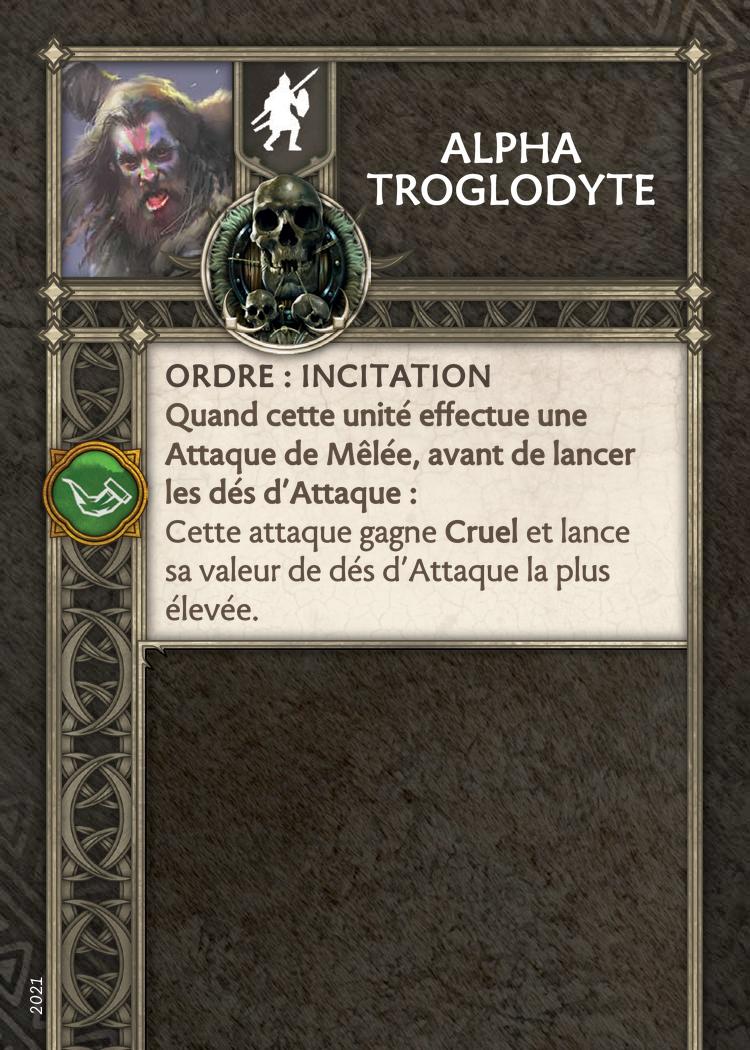 ALPHA
TROGLODYTE
ORDRE : INCITATION
Quand cette unité effectue une
Attaque de Mêlée, avant de lancer
les dés d'Attaque :
Cette attaque gagne Cruel et lance
sa valeur de dés d'Attaque la plus
élevée.
2021